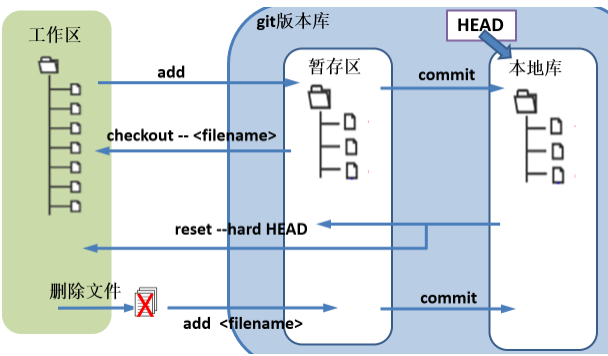 工作区
git版本库
HEAD
暂存区
本地库
add
commit
checkout -- <filename>
reset --hard HEAD
删除文件
add <filename>
commit